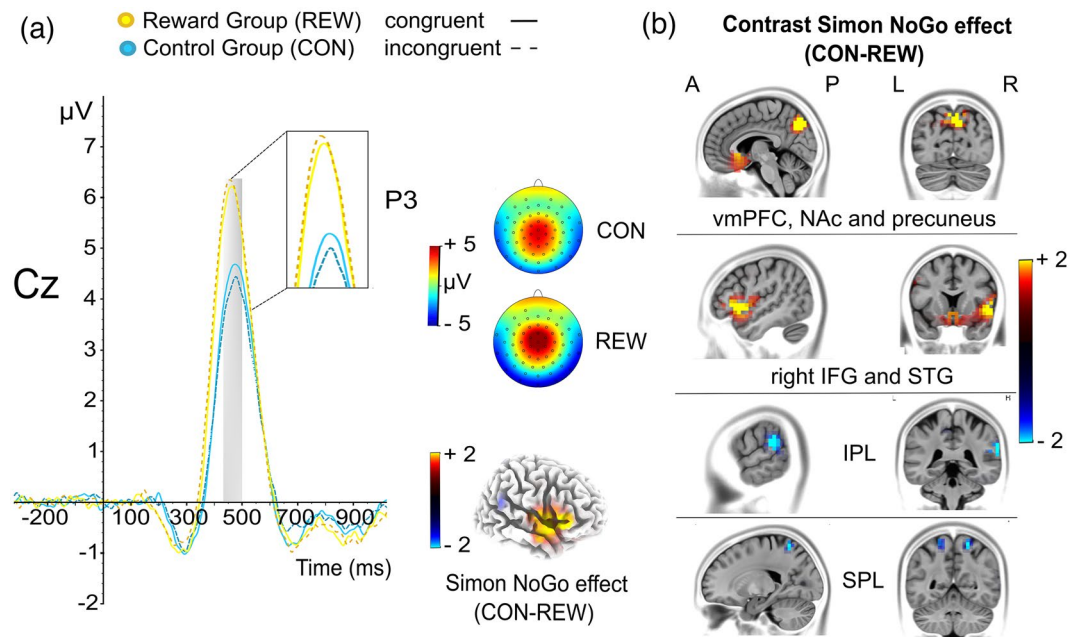 (a)
Reward Group (REW)
Control Group (CON)
congruent
incongruent
µV
7
6
5
4
3
2
1
0
-1
-2
Cz
P3
-200
100
300
500
700
900
Time (ms)
+ 5
µV
- 5
CON
REW
+ 2
- 2
Simon NoGo effect
(CON-REW)
(b)
Contrast Simon NoGo effect
(CON-REW)
A P L R
vmPFC, NAc and precuneus
right IFG and STG
+ 2
- 2
L R
IPL
SPL